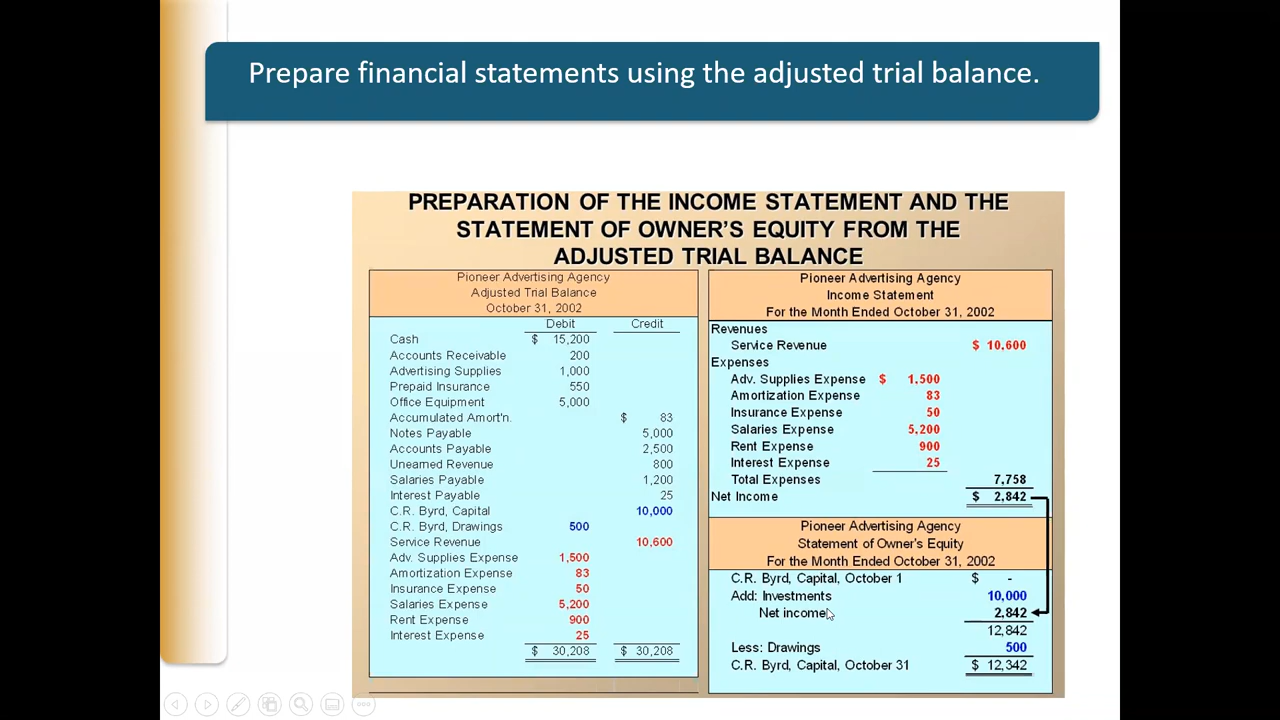 Prepare financial statements using the adjusted trial balance.
PREPARATION OF THE INCOME STATEMENT AND THE
STATEMENT OF OWNER'S EQUITY FROM THE
ADJUSTED TRIAL BALANCE
Pioneer Advertising Agency
Adjusted Trial Balance
October 31, 2002
Debit Credit
Cash $ 15,200
Accounts Receivable 200
Advertising Supplies 1,000
Prepaid Insurance 550
Office Equipment 5,000
Accumulated Amort'n. $ 83
Notes Payable 5,000
Accounts Payable 2,500
Unearned Revenue 800
Salaries Payable 1,200
Interest Payable 25
C.R. Byrd, Capital 10,000
C.R. Byrd, Drawings 500
Service Revenue 10,600
Adv. Supplies Expense 1,500
Amortization Expense 83
Insurance Expense 50
Salaries Expense 5,200
Rent Expense 900
Interest Expense 25
$ 30,208 $ 30,208
Pioneer Advertising Agency
Income Statement
For the Month Ended October 31, 2002
Revenues
Service Revenue $ 10,600
Expenses
Adv. Supplies Expense $ 1,500
Amortization Expense 83
Insurance Expense 50
Salaries Expense 5,200
Rent Expense 900
Interest Expense 25
Total Expenses 7,758
Net Income $ 2,842
Pioneer Advertising Agency
Statement of Owner's Equity
For the Month Ended October 31, 2002
C.R. Byrd, Capital, October 1 $ -
Add: Investments 10,000
Net income 2,842
12,842
Less: Drawings 500
C.R. Byrd, Capital, October 31 $ 12,342